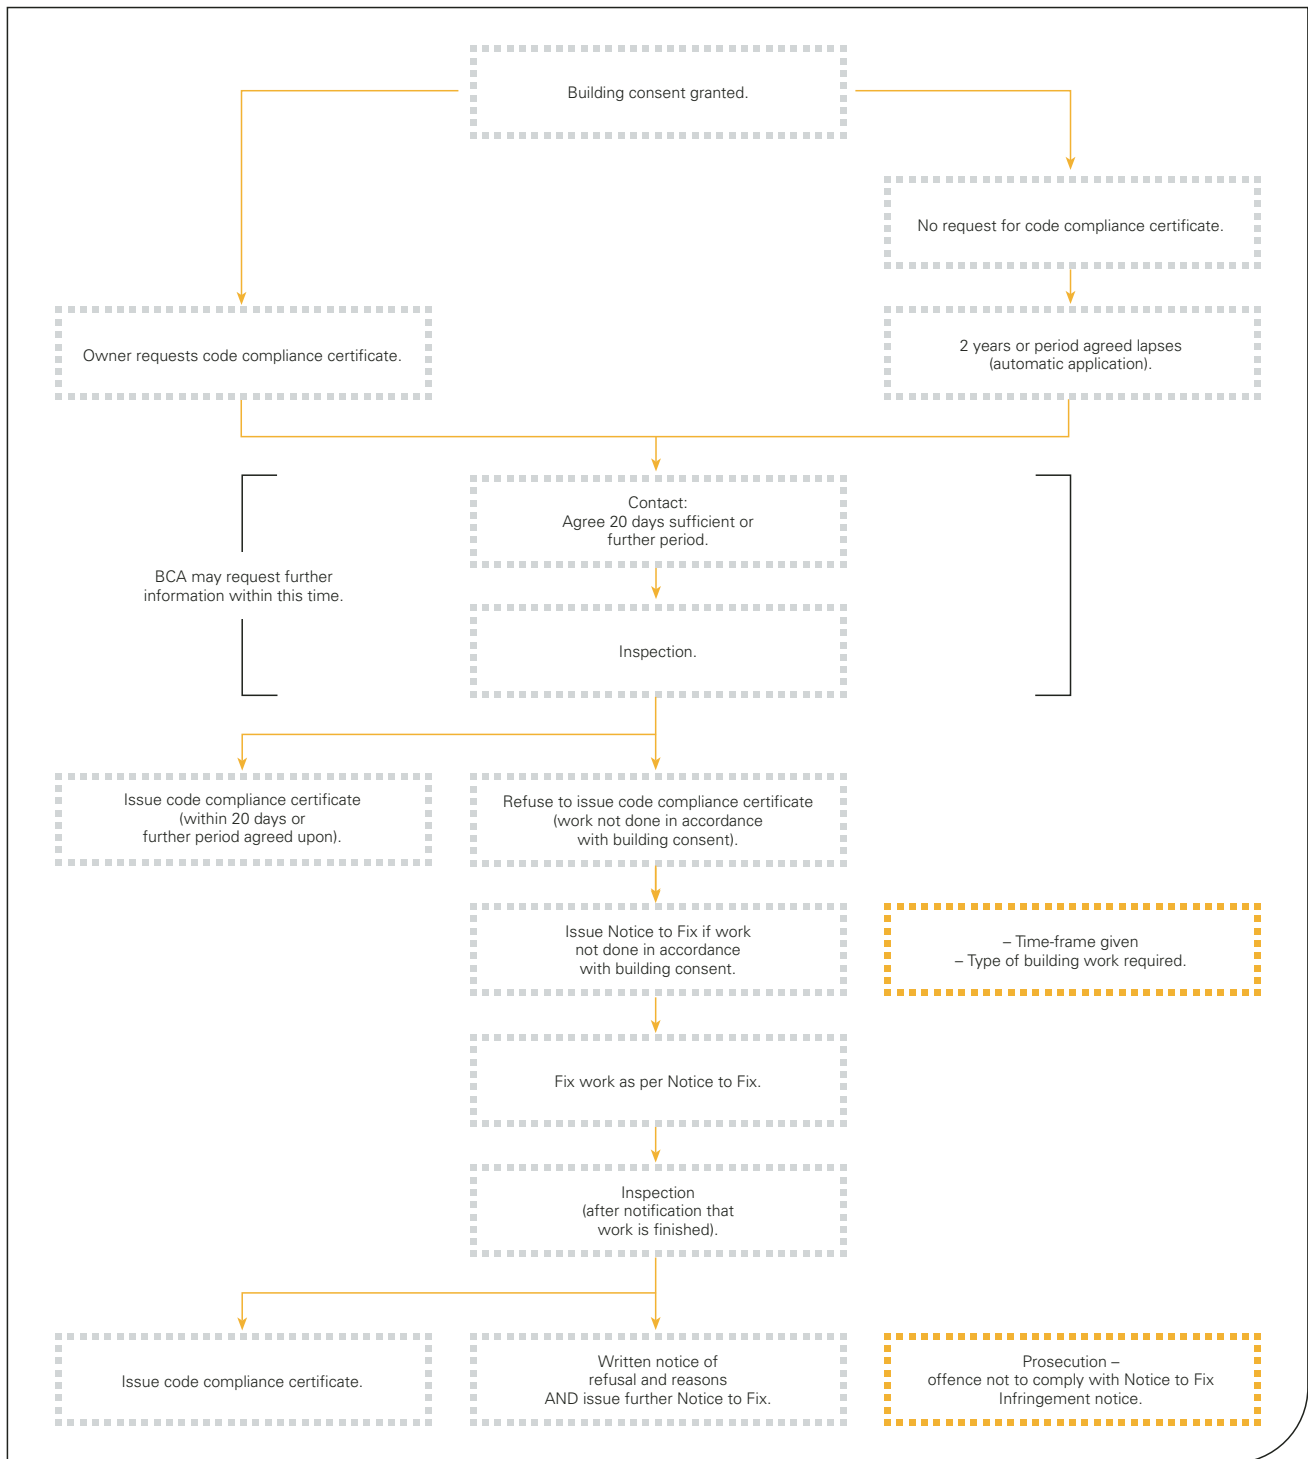 Building consent granted.
No request for code compliance certificate.
Owner requests code compliance certificate.
2 years or period agreed lapses
(automatic application).
Contact:
Agree 20 days sufficient or
further period.
BCA may request further
information within this time.
Inspection.
Issue code compliance certificate
(within 20 days or
further period agreed upon).
Refuse to issue code compliance certificate
(work not done in accordance
with building consent).
Issue Notice to Fix if work
not done in accordance
with building consent.
– Time-frame given
– Type of building work required.
Fix work as per Notice to Fix.
Inspection
(after notification that
work is finished).
Issue code compliance certificate.
Written notice of
refusal and reasons
AND issue further Notice to Fix.
Prosecution –
offence not to comply with Notice to Fix
Infringement notice.